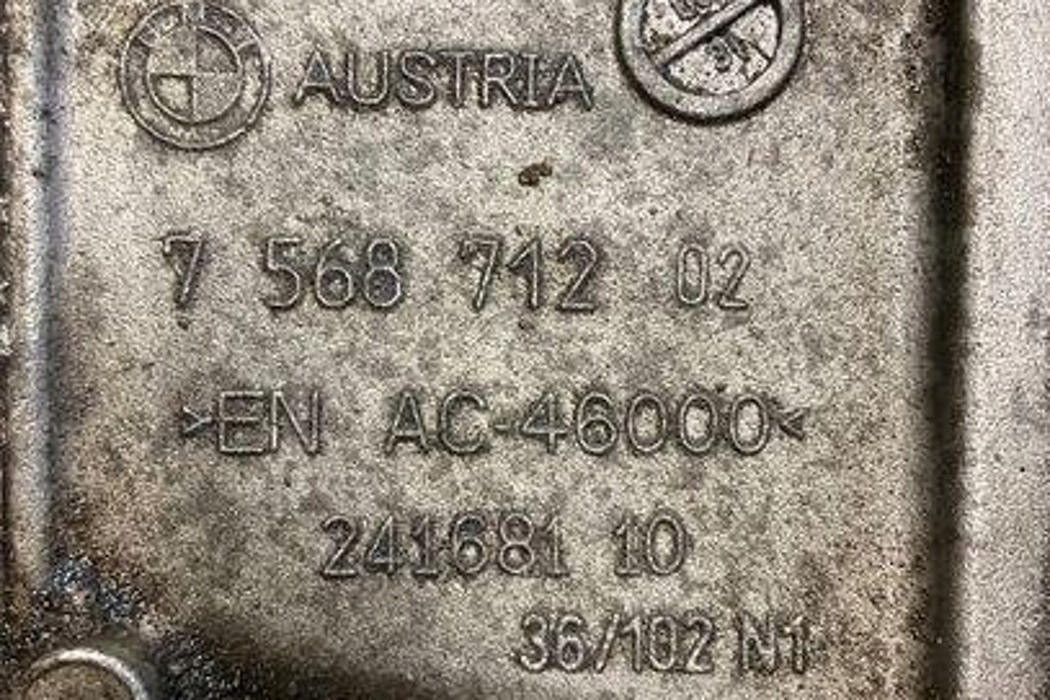 AUSTRIA
7 568 712 02
>EN AC-46000<
241681 10
36/102 N1